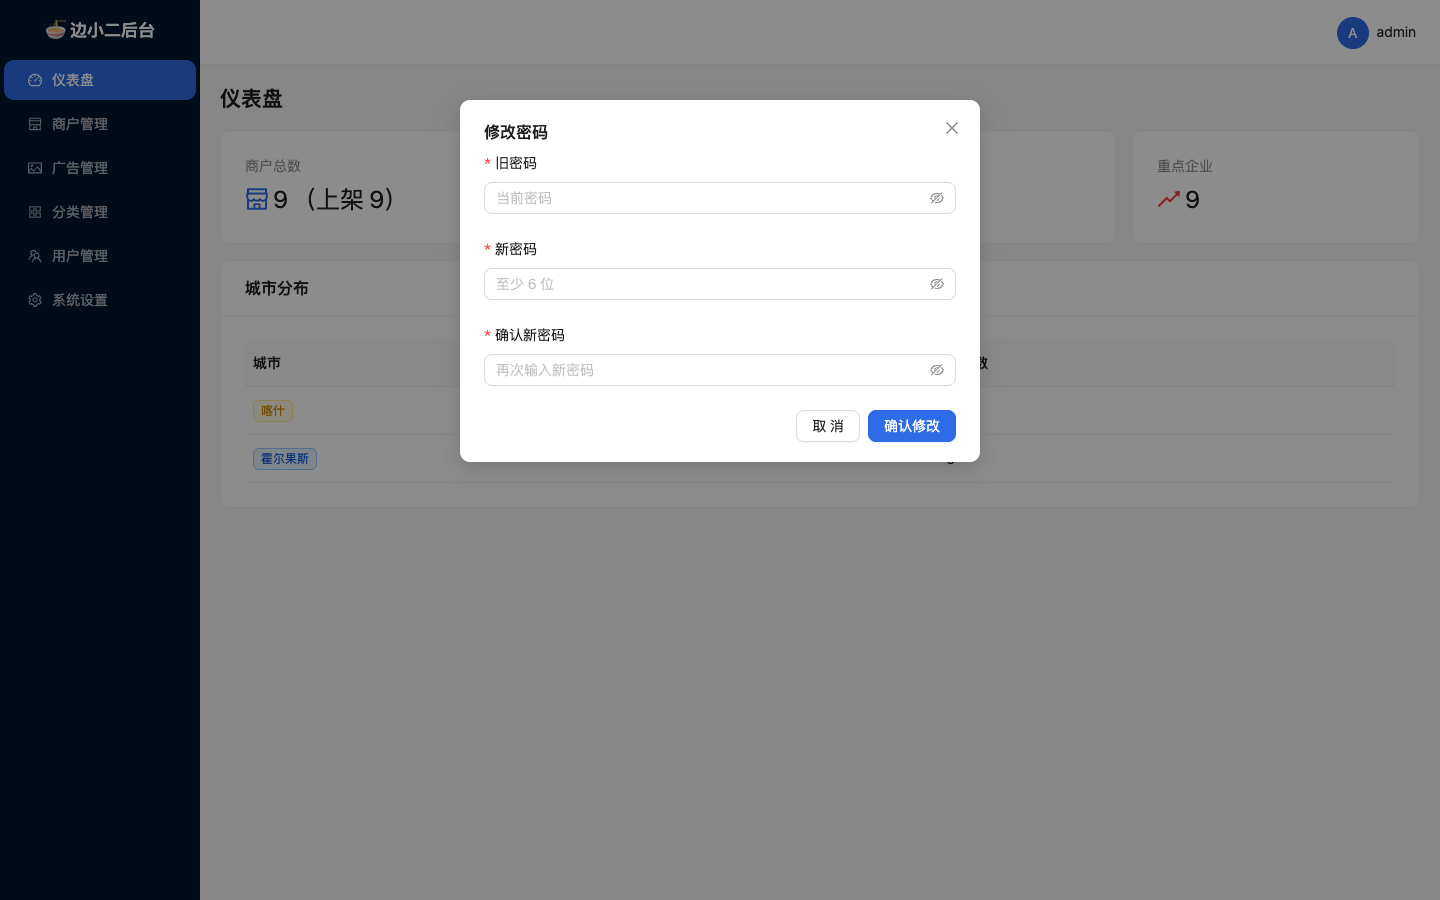 边小二后台
仪表盘
商户管理
广告管理
分类管理
用户管理
系统设置
A admin
仪表盘
商户总数
9 （上架 9）
重点企业
9
城市分布
城市
数
喀什
霍尔果斯
修改密码
* 旧密码
当前密码
* 新密码
至少 6 位
* 确认新密码
再次输入新密码
取 消
确认修改